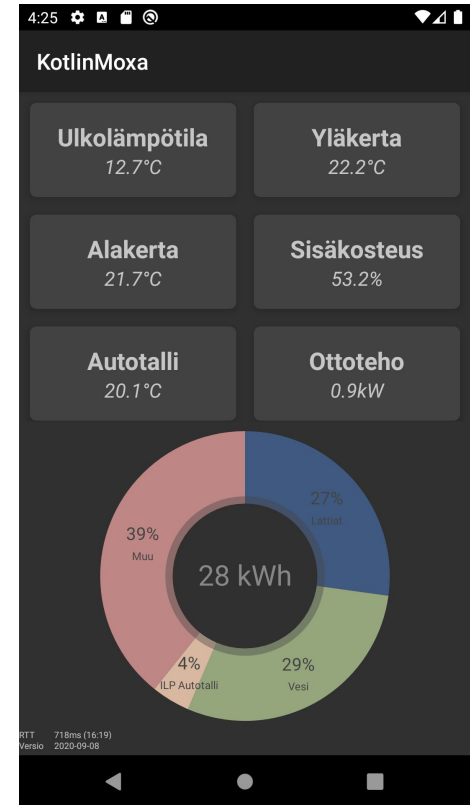 4:25
KotlinMoxa
Ulkolämpötila
12.7°C
Yläkerta
22.2°C
Alakerta
21.7°C
Sisäkosteus
53.2%
Autotalli
20.1°C
Ottoteho
0.9kW
27%
Lattiat
39%
Muu
28 kWh
4%
ILP Autotalli
29%
Vesi
RTT 718ms (16:19)
Versio 2020-09-08